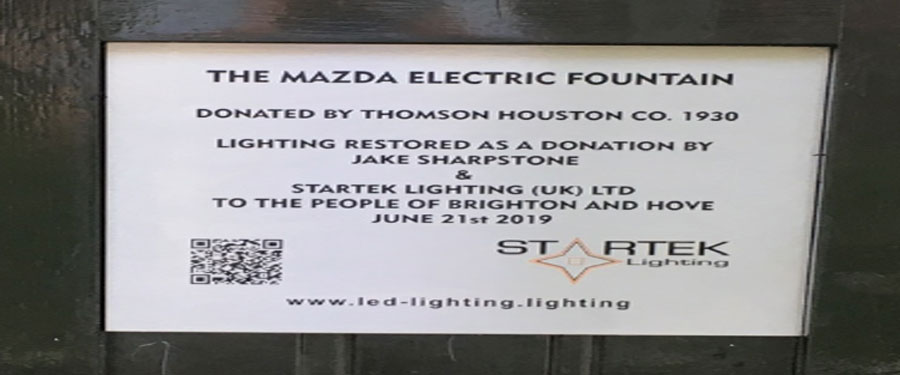 THE MAZDA ELECTRIC FOUNTAIN
DONATED BY THOMSON HOUSTON CO. 1930
LIGHTING RESTORED AS A DONATION BY
JAKE SHARPSTONE
&
STARTEK LIGHTING (UK) LTD
TO THE PEOPLE OF BRIGHTON AND HOVE
JUNE 21st 2019
STARTEK
Lighting
www.led-lighting.lighting